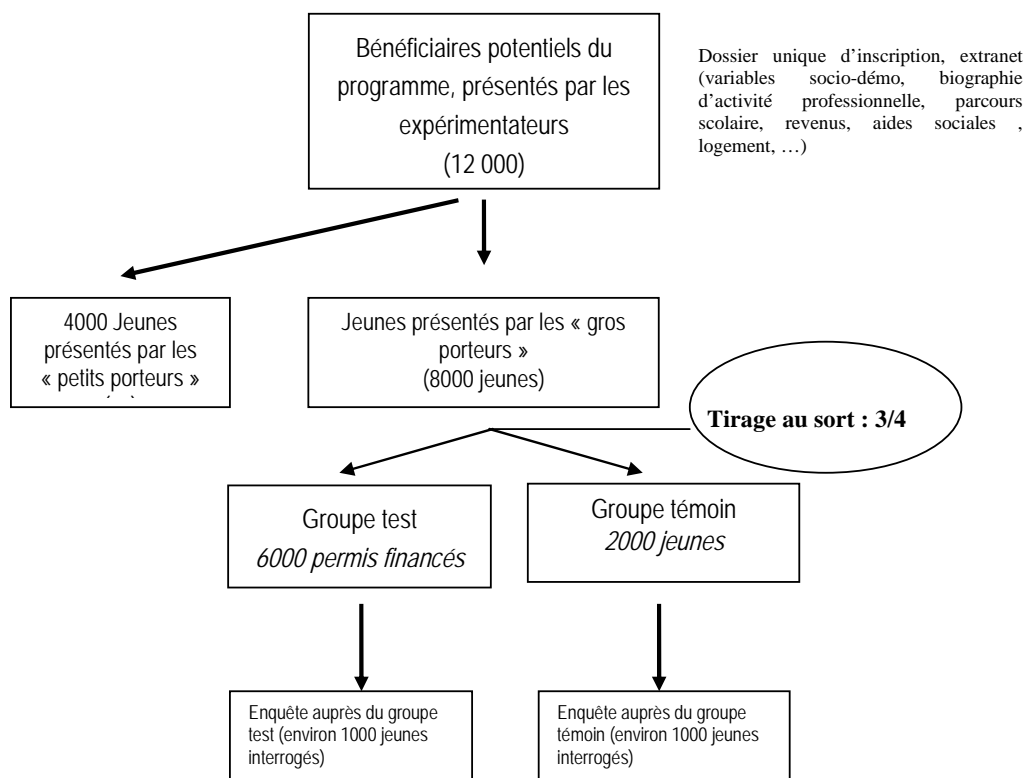 Bénéficiaires potentiels du
programme, présentés par les
expérimentateurs
(12 000)
Dossier unique d'inscription, extranet
(variables socio-démo, biographie
d'activité professionnelle, parcours
scolaire, revenus, aides sociales ,
logement, …)
4000 Jeunes
présentés par les
« petits porteurs »
Jeunes présentés par les « gros
porteurs »
(8000 jeunes)
Tirage au sort : 3/4
Groupe test
6000 permis financés
Groupe témoin
2000 jeunes
Enquête auprès du groupe
test (environ 1000 jeunes
interrogés)
Enquête auprès du groupe
témoin (environ 1000 jeunes
interrogés)